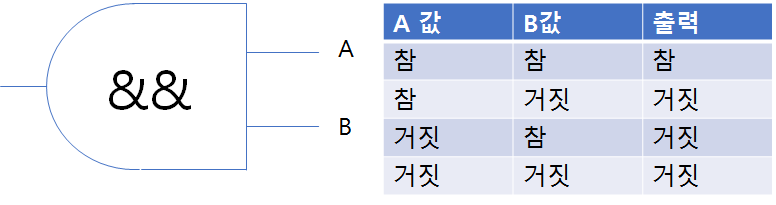 &&
A
B
A 값 B값 출력
참 참 참
참 거짓 거짓
거짓 참 거짓
거짓 거짓 거짓